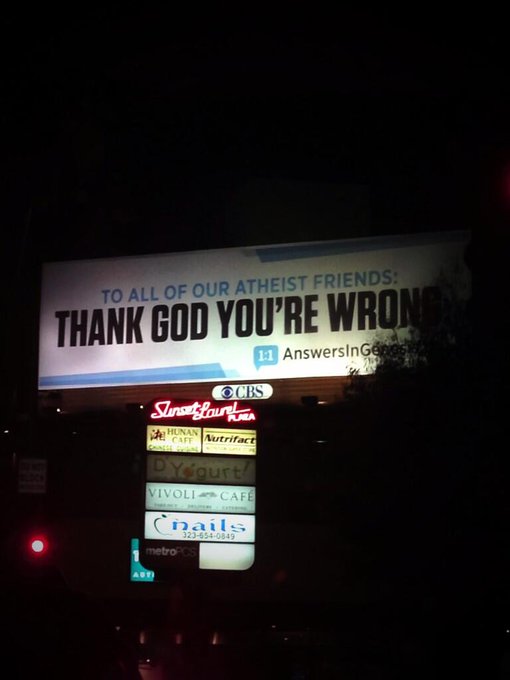 TO ALL OF OUR ATHEIST FRIENDS:
THANK GOD YOU'RE WRONG
1:1 AnswersInGenesis
CBS
Sunset Laurel
PLAZA
HUNAN
CAFE
CHINESE CUISINE
Nutrifact
D'Yogurt!
VIVOLI CAFÉ
nails
323-654-0849
metroPCS